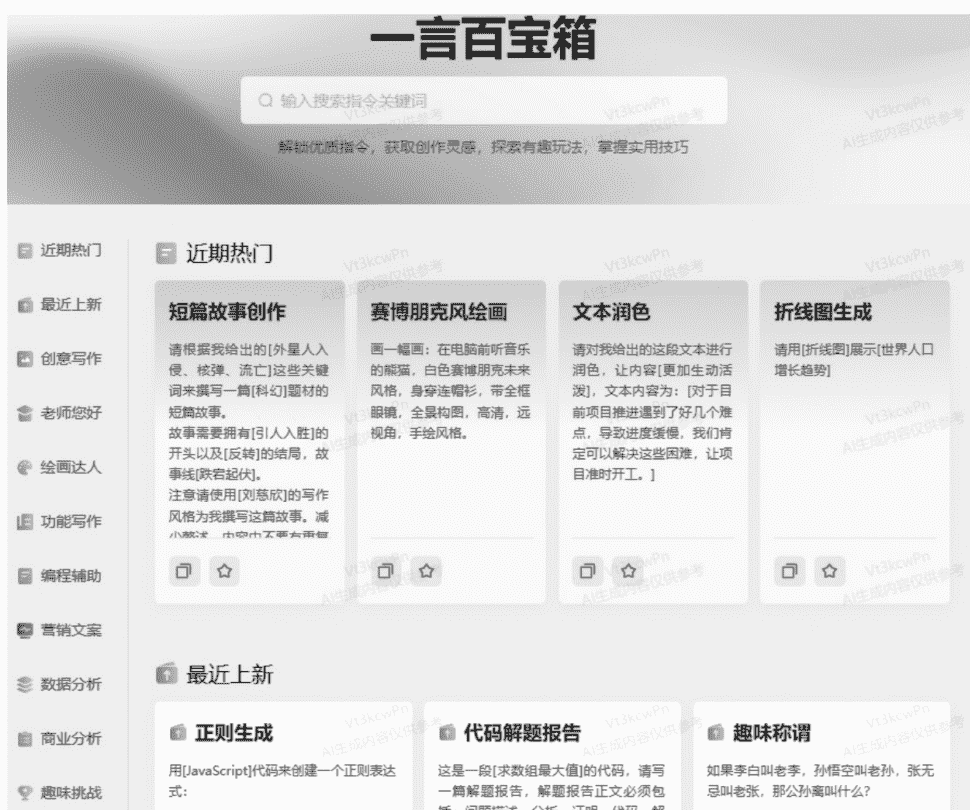 一言百宝箱
输入搜索指令关键词
解锁优质指令，获取创作灵感，探索有趣玩法，掌握实用技巧
近期热门
最近上新
创意写作
老师您好
绘画达人
功能写作
编程辅助
营销文案
数据分析
商业分析
趣味挑战
近期热门
短篇故事创作
请根据我给出的[外星人入
侵、核弹、流亡]这些关键
词来撰写一篇[科幻]题材的
短篇故事。
故事需要拥有[引人入胜]的
开头以及[反转]的结局，故
事线[跌宕起伏]。
注意请使用[刘慈欣]的写作
风格为我撰写这篇故事。减
少赘述，内容中不要有重复
赛博朋克风绘画
画一幅画：在电脑前听音乐
的熊猫，白色赛博朋克未来
风格，身穿连帽衫，带全框
眼镜，全景构图，高清，远
视角，手绘风格。
文本润色
请对我给出的这段文本进行
润色，让内容[更加生动活
泼]，文本内容为：[对于目
前项目推进遇到了好几个难
点，导致进度缓慢，我们肯
定可以解决这些困难，让项
目准时开工。]
折线图生成
请用[折线图]展示[世界人口
增长趋势]
最近上新
正则生成
用[JavaScript]代码来创建一个正则表达
式：
代码解题报告
这是一段[求数组最大值]的代码，请写
一篇解题报告，解题报告正文必须包
趣味称谓
如果李白叫老李，孙悟空叫老孙，张无
忌叫老张，那公孙离叫什么？
Vt3kcwPn
AI生成内容仅供参考